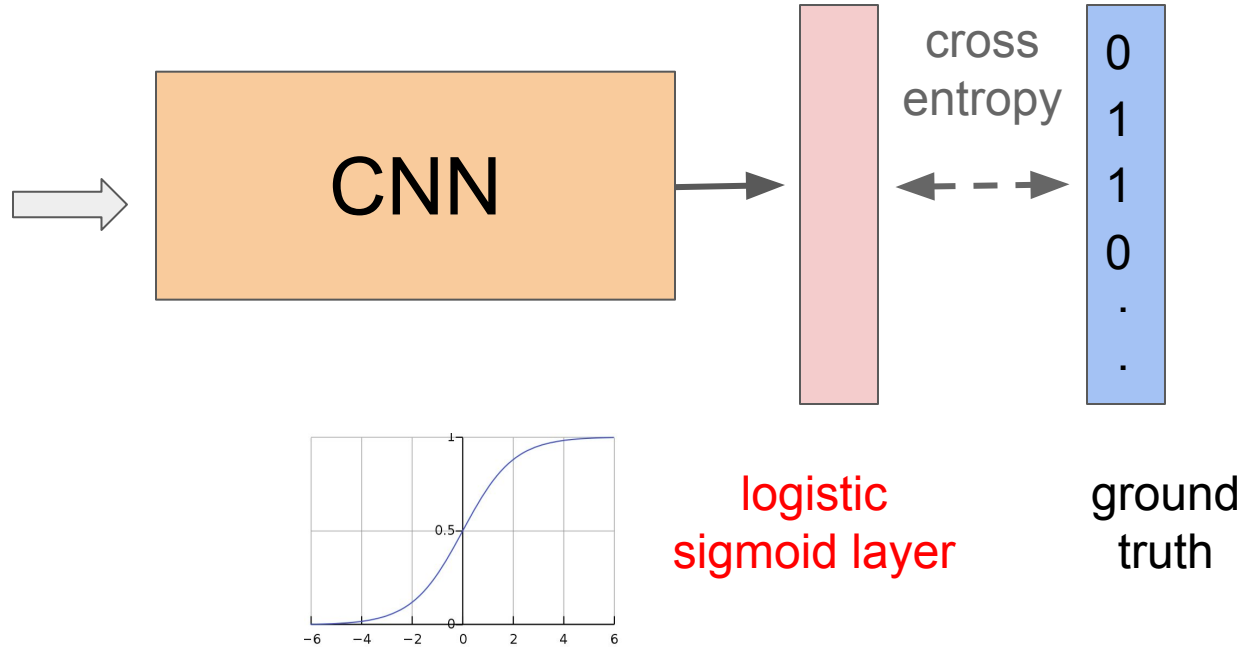 CNN
cross
entropy
0
1
1
0
.
.
logistic
sigmoid layer
ground
truth
1
0.5
0
−6 −4 −2 0 2 4 6